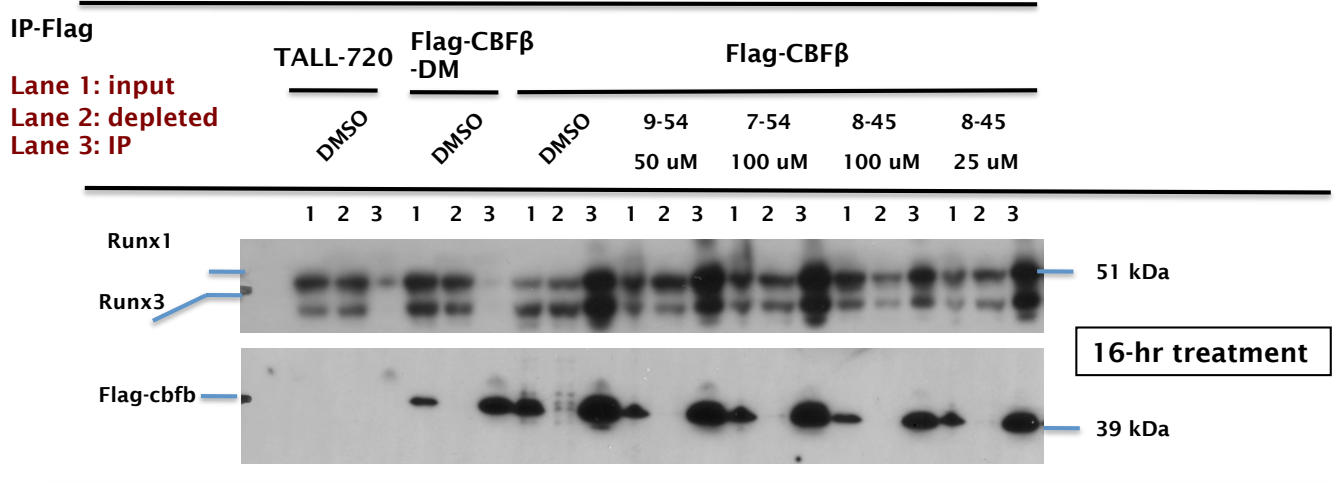 IP-Flag
Lane 1: input
Lane 2: depleted
Lane 3: IP
TALL-720
Flag-CBFβ
-DM
Flag-CBFβ
DMSO
DMSO
DMSO
9-54
50 uM
7-54
100 uM
8-45
100 uM
8-45
25 uM
1 2 3 1 2 3 1 2 3 1 2 3 1 2 3 1 2 3 1 2 3
Runx1
Runx3
51 kDa
16-hr treatment
Flag-cbfb
39 kDa